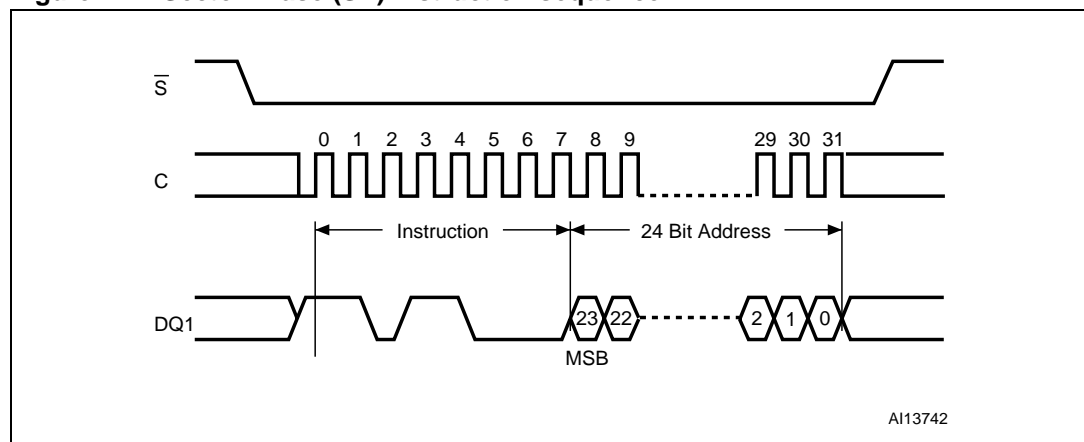 S
0 1 2 3 4 5 6 7 8 9 29 30 31
C
Instruction 24 Bit Address
DQ1
23 22 2 1 0
MSB
AI13742